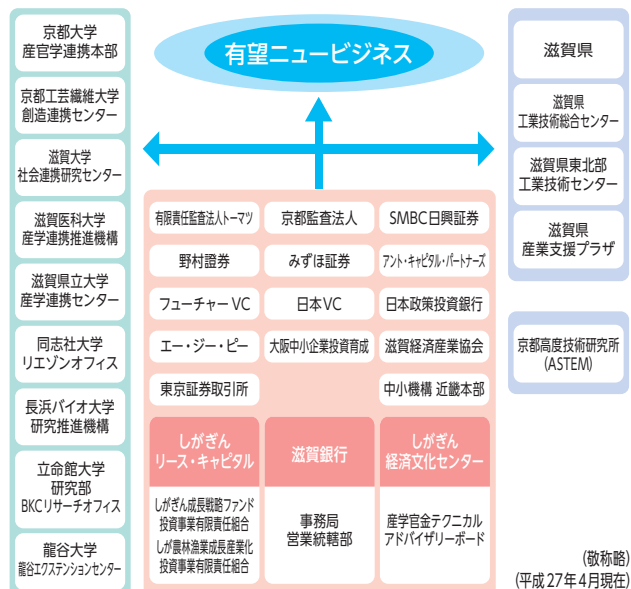 有望ニュービジネス
京都大学
産官学連携本部
京都工芸繊維大学
創造連携センター
滋賀大学
社会連携研究センター
滋賀医科大学
産学連携推進機構
滋賀県立大学
産学連携センター
同志社大学
リエゾンオフィス
長浜バイオ大学
研究推進機構
立命館大学
研究部
BKCリサーチオフィス
龍谷大学
龍谷エクステンションセンター
有限責任監査法人トーマツ
京都監査法人
SMBC日興証券
野村證券
みずほ証券
アント・キャピタル・パートナーズ
フューチャーVC
日本VC
日本政策投資銀行
エー・ジー・ピー
大阪中小企業投資育成
滋賀経済産業協会
東京証券取引所
中小機構 近畿本部
しがぎん
リース・キャピタル
滋賀銀行
しがぎん
経済文化センター
しがぎん成長戦略ファンド
投資事業有限責任組合
しが農林漁業成長産業化
投資事業有限責任組合
事務局
営業統轄部
産学官金テクニカル
アドバイザリーボード
滋賀県
滋賀県
工業技術総合センター
滋賀県東北部
工業技術センター
滋賀県
産業支援プラザ
京都高度技術研究所
(ASTEM)
(敬称略)
(平成27年4月現在)